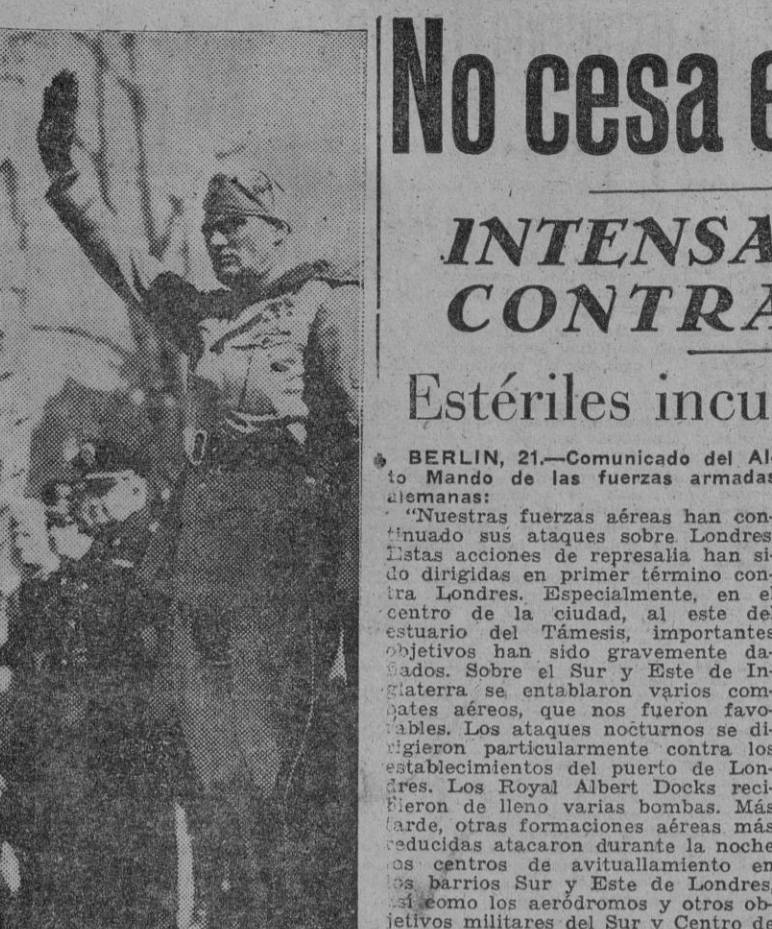 No cesa e
INTENSA
CONTRA
Estériles incu
BERLIN, 21.—Comunicado del Al-
to Mando de las fuerzas armadas
alemanas:
"Nuestras fuerzas aéreas han con-
tinuado sus ataques sobre Londres
Estas acciones de represalia han si-
do dirigidas en primer término con-
tra Londres. Especialmente, en el
centro de la ciudad, al este del
estuario del Támesis, importantes
objetivos han sido gravemente da-
ñados. Sobre el Sur y Este de In-
glaterra se entablaron varios com-
bates aéreos, que nos fueron favo-
rables. Los ataques nocturnos se di-
rigieron particularmente contra los
establecimientos del puerto de Lon-
dres. Los Royal Albert Docks reci-
bieron de lleno varias bombas. Más
tarde, otras formaciones aéreas más
reducidas atacaron durante la noche
los centros de avituallamiento en
los barrios Sur y Este de Londres,
así como los aeródromos y otros ob-
jetivos militares del Sur y Centro de